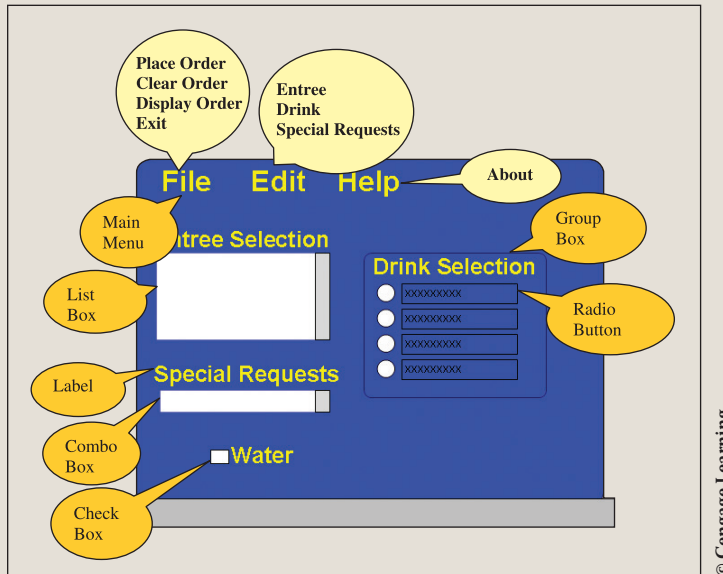 Place Order
Clear Order
Display Order
Exit
Entree
Drink
Special Requests
About
File Edit Help
Main
Menu
ntree Selection
List
Box
Group
Box
Drink Selection
XXXXXXXXX
XXXXXXXXX
XXXXXXXXX
XXXXXXXXX
Radio
Button
Label
Special Requests
Combo
Box
Water
Check
Box
© Cengage Learning